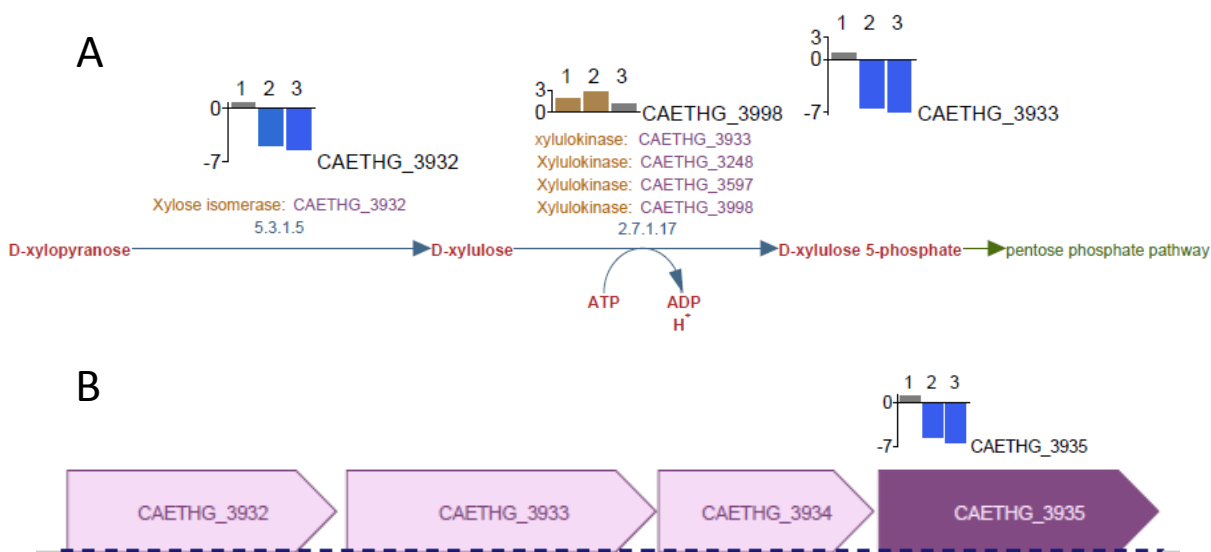 A
1 2 3
0
-7
CAETHG_3932
Xylose isomerase: CAETHG_3932
5.3.1.5
1 2 3
3
0
CAETHG_3998
xylulokinase: CAETHG_3933
Xylulokinase: CAETHG_3248
Xylulokinase: CAETHG_3597
Xylulokinase: CAETHG_3998
2.7.1.17
1 2 3
3
0
-7
CAETHG_3933
D-xylopyranose
D-xylulose
D-xylulose 5-phosphate
pentose phosphate pathway
ATP
ADP
H+
B
1 2 3
0
-7
CAETHG_3935
CAETHG_3932
CAETHG_3933
CAETHG_3934
CAETHG_3935